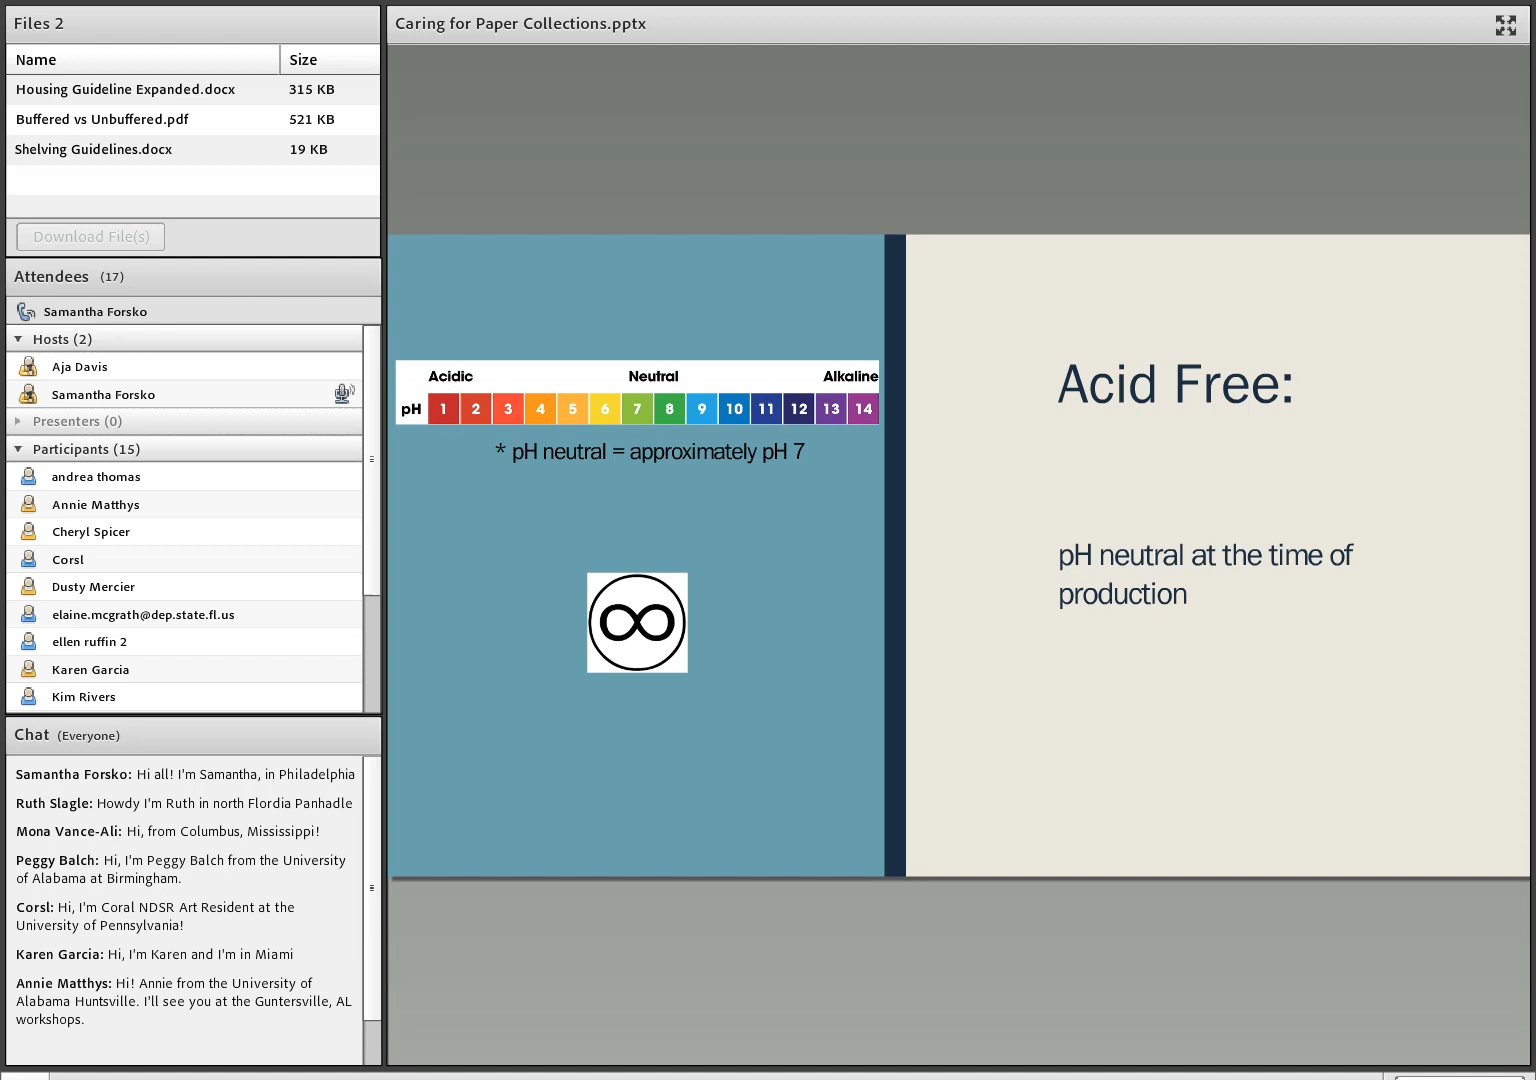 Files 2
Name Size
Housing Guideline Expanded.docx 315 KB
Buffered vs Unbuffered.pdf 521 KB
Shelving Guidelines.docx 19 KB
Download File(s)
Attendees (17)
Samantha Forsko
Hosts (2)
Aja Davis
Samantha Forsko
Presenters (0)
Participants (15)
andrea thomas
Annie Matthys
Cheryl Spicer
Corsl
Dusty Mercier
elaine.mcgrath@dep.state.fl.us
ellen ruffin 2
Karen Garcia
Kim Rivers
Chat (Everyone)
Samantha Forsko: Hi all! I'm Samantha, in Philadelphia
Ruth Slagle: Howdy I'm Ruth in north Flordia Panhadle
Mona Vance-Ali: Hi, from Columbus, Mississippi!
Peggy Balch: Hi, I'm Peggy Balch from the University
of Alabama at Birmingham.
Corsl: Hi, I'm Coral NDSR Art Resident at the
University of Pennsylvania!
Karen Garcia: Hi, I'm Karen and I'm in Miami
Annie Matthys: Hi! Annie from the University of
Alabama Huntsville. I'll see you at the Guntersville, AL
workshops.
Caring for Paper Collections.pptx
Acidic Neutral Alkaline
pH 1 2 3 4 5 6 7 8 9 10 11 12 13 14
* pH neutral = approximately pH 7
Acid Free:
pH neutral at the time of
production